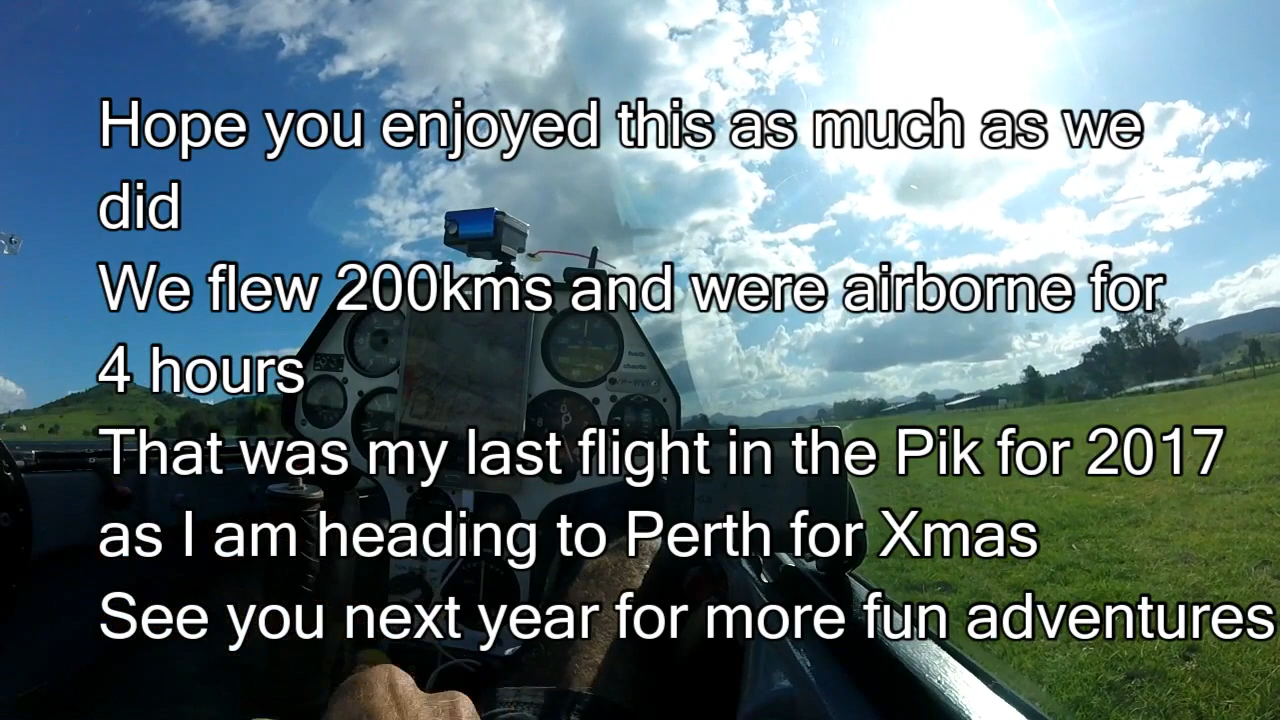 Hope you enjoyed this as much as we
did
We flew 200kms and were airborne for
4 hours
That was my last flight in the Pik for 2017
as I am heading to Perth for Xmas
See you next year for more fun adventures